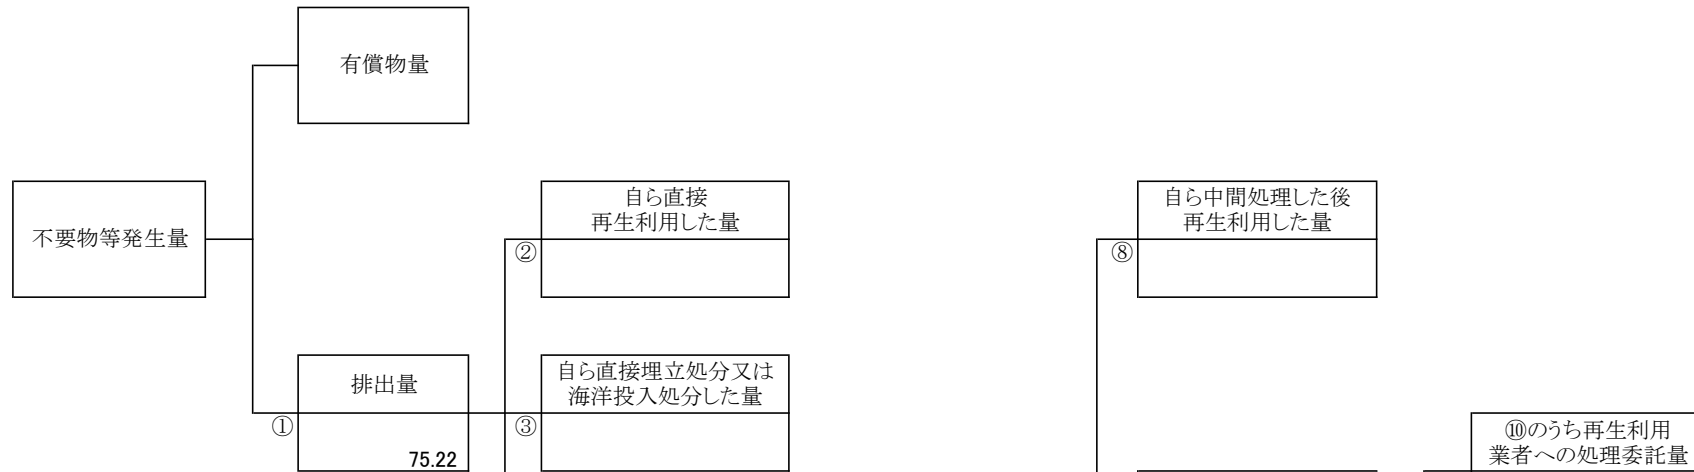 有償物量
不要物等発生量
自ら直接
再生利用した量
②
自ら中間処理した後
再生利用した量
⑧
排出量
①
75.22
自ら直接埋立処分又は
海洋投入処分した量
③
⑩のうち再生利用
業者への処理委託量